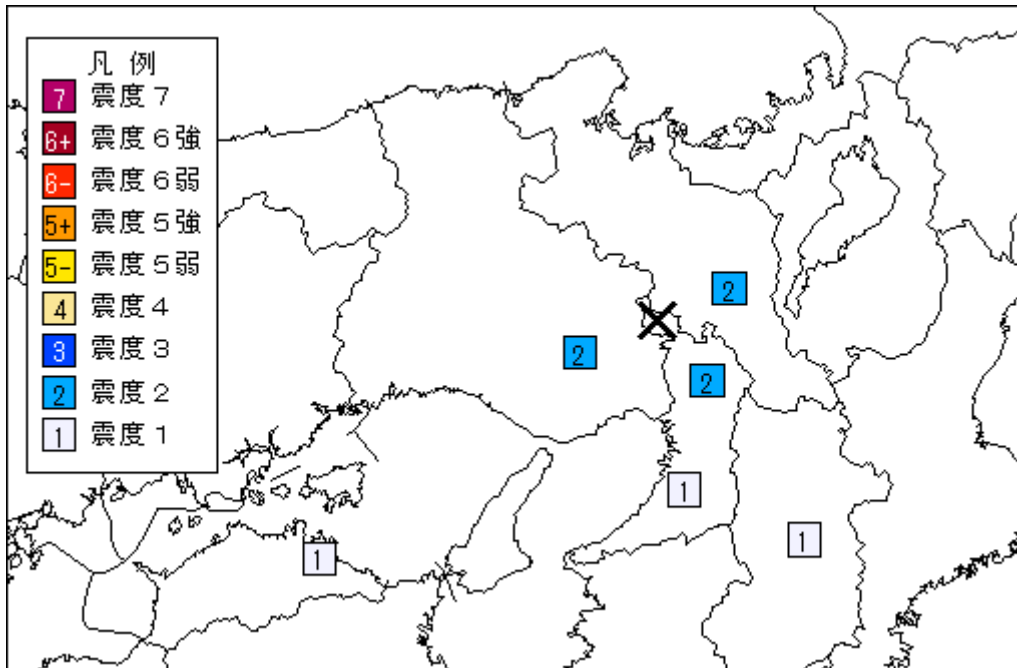 凡 例
7 震度７
6+ 震度６強
6- 震度６弱
5+ 震度５強
5- 震度５弱
4 震度４
3 震度３
2 震度２
1 震度１
2
2
2
1
1
1